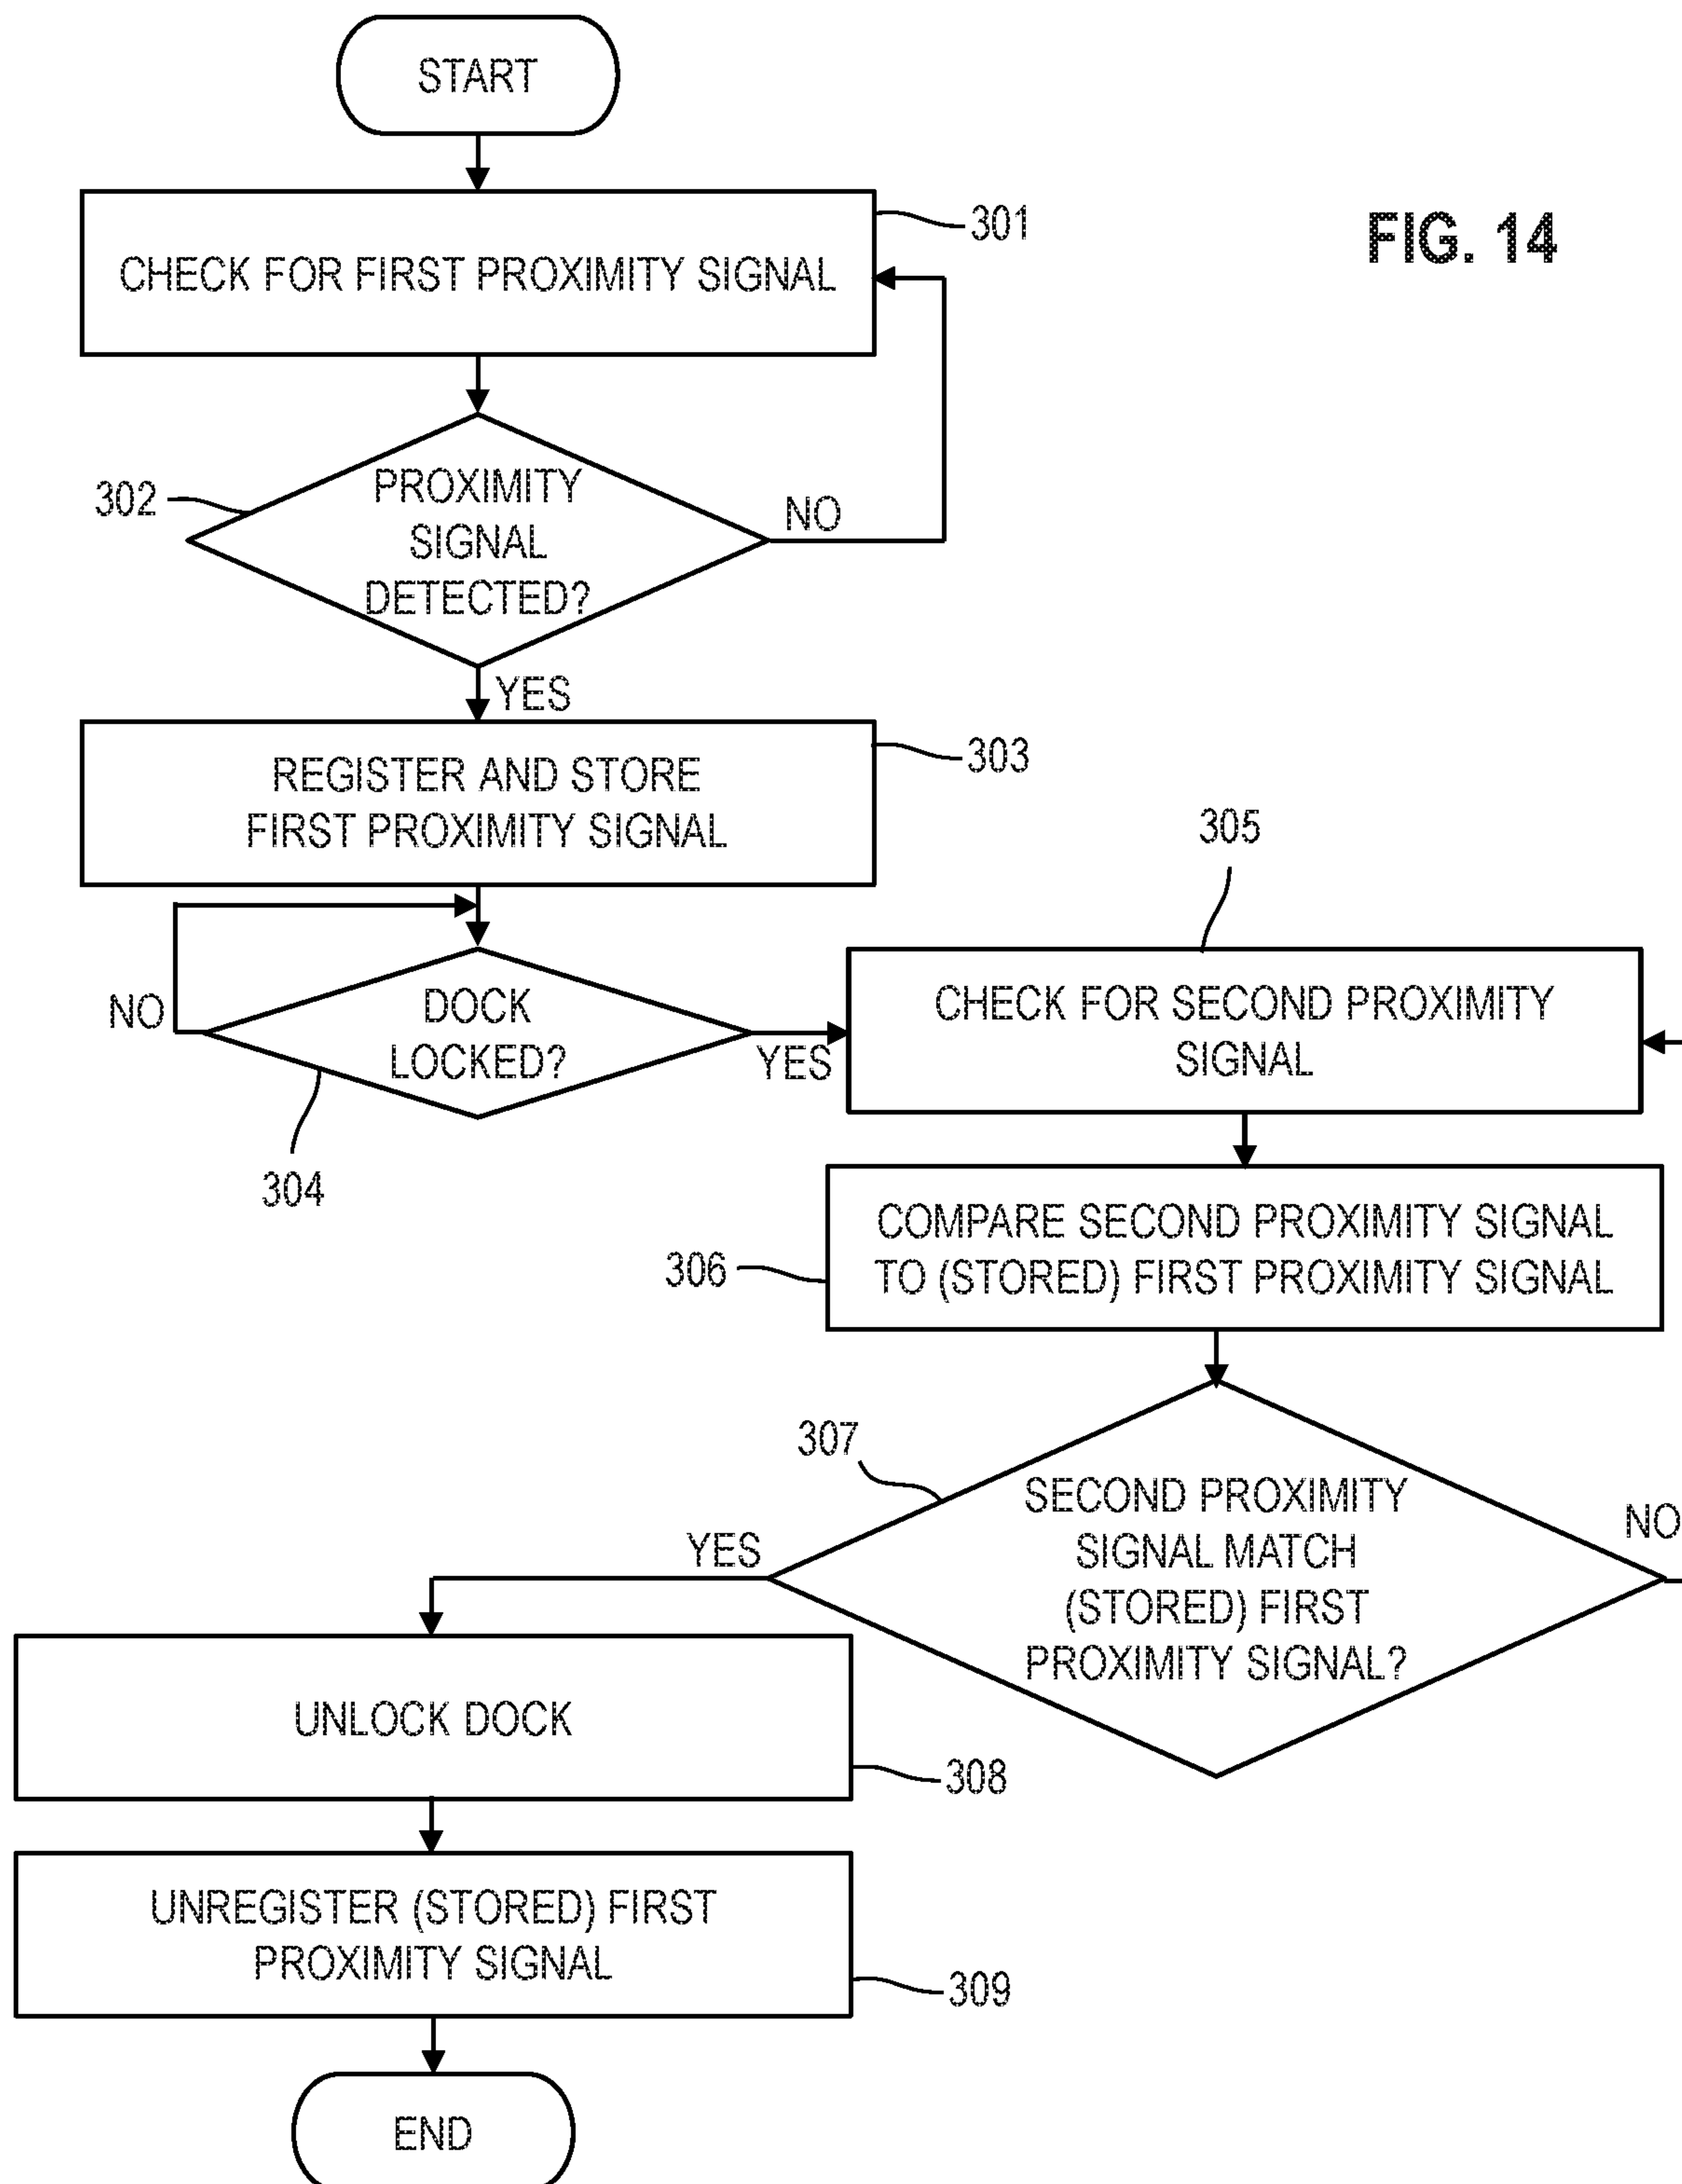 START
FIG. 14
301
CHECK FOR FIRST PROXIMITY SIGNAL
302
PROXIMITY
SIGNAL
DETECTED?
NO
YES
303
REGISTER AND STORE
FIRST PROXIMITY SIGNAL
304
DOCK
LOCKED?
NO
YES
305
CHECK FOR SECOND PROXIMITY
SIGNAL
306
COMPARE SECOND PROXIMITY SIGNAL
TO (STORED) FIRST PROXIMITY SIGNAL
307
SECOND PROXIMITY
SIGNAL MATCH
(STORED) FIRST
PROXIMITY SIGNAL?
NO
YES
UNLOCK DOCK
308
UNREGISTER (STORED) FIRST
PROXIMITY SIGNAL
309
END